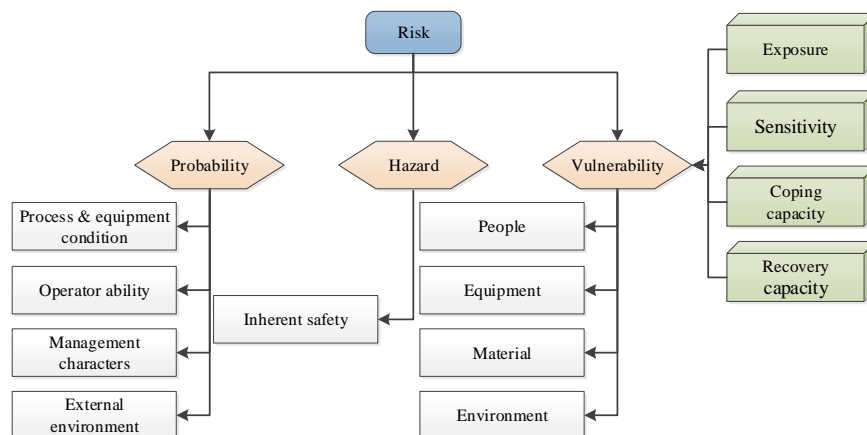 Risk
Exposure
Sensitivity
Coping
capacity
Recovery
capacity
Probability
Hazard
Vulnerability
Process & equipment
condition
Operator ability
Management
characters
External
environment
Inherent safety
People
Equipment
Material
Environment